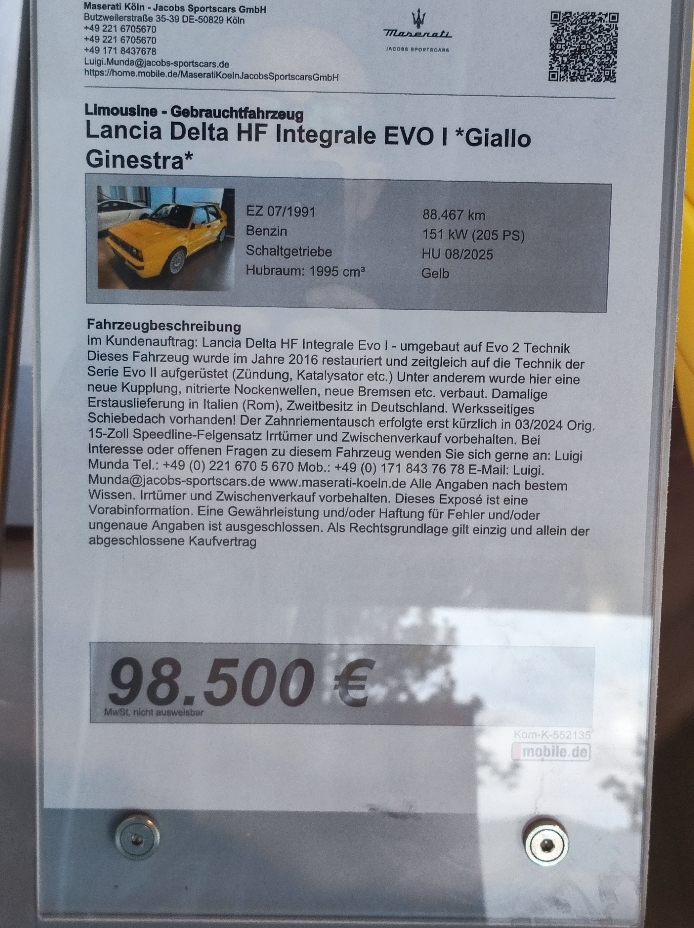 Maserati Köln - Jacobs Sportscars GmbH
Butzweilerstraße 35-39 DE-50829 Köln
+49 221 6705670
+49 221 6705670
+49 171 8437678
Luigi.Munda@jacobs-sportscars.de
https://home.mobile.de/MaseratiKoelnJacobsSportscarsGmbH
Maserati
JACOBS SPORTSCARS
Limousine - Gebrauchtfahrzeug
Lancia Delta HF Integrale EVO I *Giallo
Ginestra*
EZ 07/1991
88.467 km
Benzin
151 kW (205 PS)
Schaltgetriebe
HU 08/2025
Hubraum: 1995 cm³
Gelb
Fahrzeugbeschreibung
Im Kundenauftrag: Lancia Delta HF Integrale Evo I - umgebaut auf Evo 2 Technik
Dieses Fahrzeug wurde im Jahre 2016 restauriert und zeitgleich auf die Technik der
Serie Evo II aufgerüstet (Zündung, Katalysator etc.) Unter anderem wurde hier eine
neue Kupplung, nitrierte Nockenwellen, neue Bremsen etc. verbaut. Damalige
Erstauslieferung in Italien (Rom), Zweitbesitz in Deutschland. Werksseitiges
Schiebedach vorhanden! Der Zahnriementausch erfolgte erst kürzlich in 03/2024 Orig.
15-Zoll Speedline-Felgensatz Irrtümer und Zwischenverkauf vorbehalten. Bei
Interesse oder offenen Fragen zu diesem Fahrzeug wenden Sie sich gerne an: Luigi
Munda Tel.: +49 (0) 221 670 5 670 Mob.: +49 (0) 171 843 76 78 E-Mail: Luigi.
Munda@jacobs-sportscars.de www.maserati-koeln.de Alle Angaben nach bestem
Wissen. Irrtümer und Zwischenverkauf vorbehalten. Dieses Exposé ist eine
Vorabinformation. Eine Gewährleistung und/oder Haftung für Fehler und/oder
ungenaue Angaben ist ausgeschlossen. Als Rechtsgrundlage gilt einzig und allein der
abgeschlossene Kaufvertrag
98.500 €
MwSt. nicht ausweisbar
Kom-K-552135
mobile.de